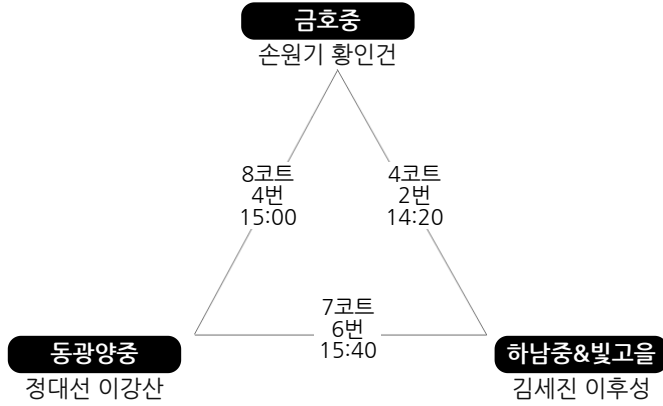 금호중
손원기 황인건
8코트
4번
15:00
4코트
2번
14:20
7코트
6번
15:40
동광양중
정대선 이강산
하남중&빛고을
김세진 이후성